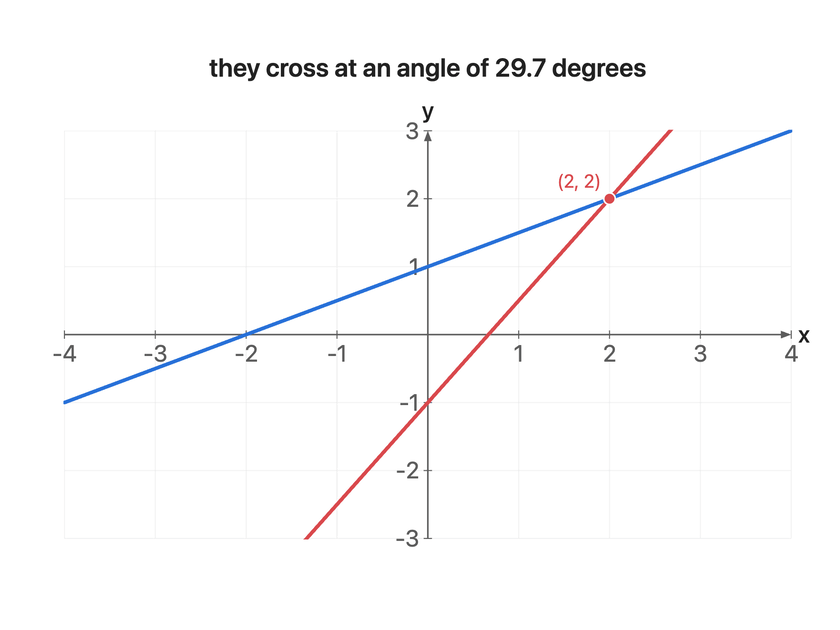 they cross at an angle of 29.7 degrees
y
3
(2, 2)
2
1
x
-4 -3 -2 -1 1 2 3 4
-1
-2
-3